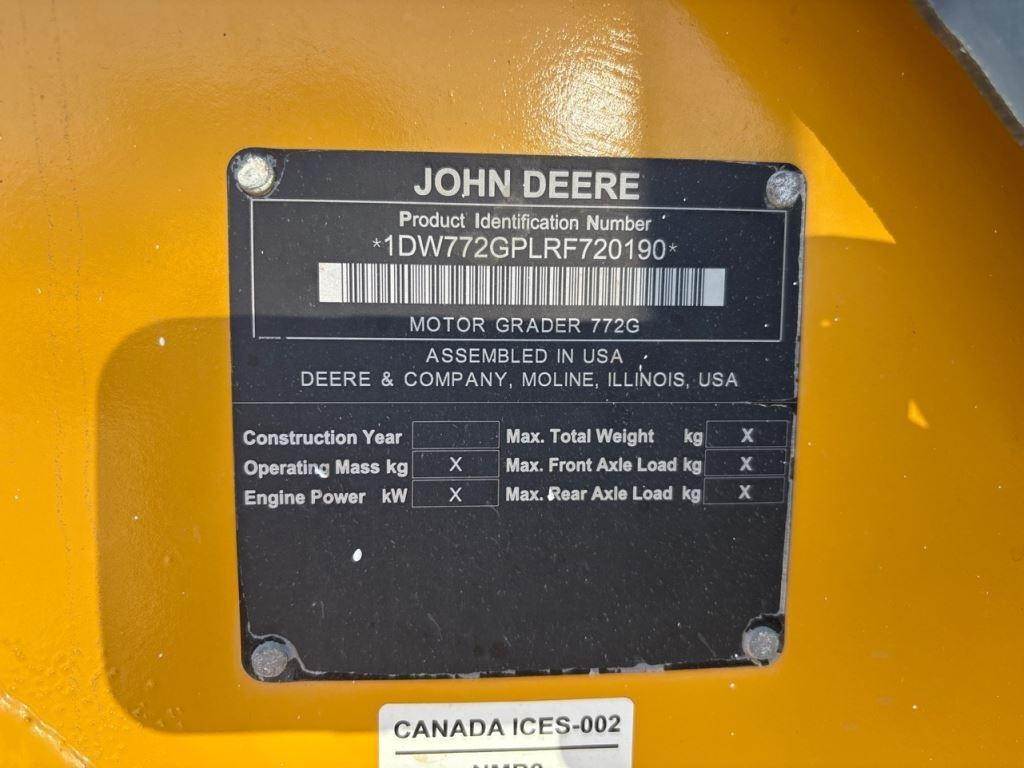 JOHN DEERE
Product Identification Number
*1DW772GPLRF720190*
MOTOR GRADER 772G
ASSEMBLED IN USA
DEERE & COMPANY, MOLINE, ILLINOIS, USA
Construction Year Max. Total Weight kg X
Operating Mass kg X Max. Front Axle Load kg X
Engine Power kW X Max. Rear Axle Load kg X
CANADA ICES-002